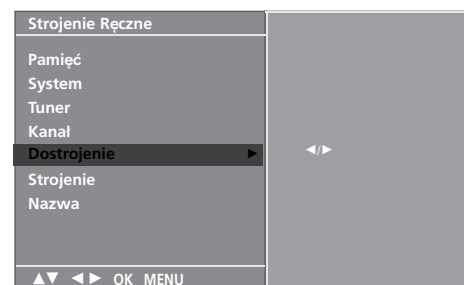 Strojenie Ręczne
Pamięć
System
Tuner
Kanał
Dostrojenie ►
◄/►
Strojenie
Nazwa
▲▼ ◄ ► OK MENU